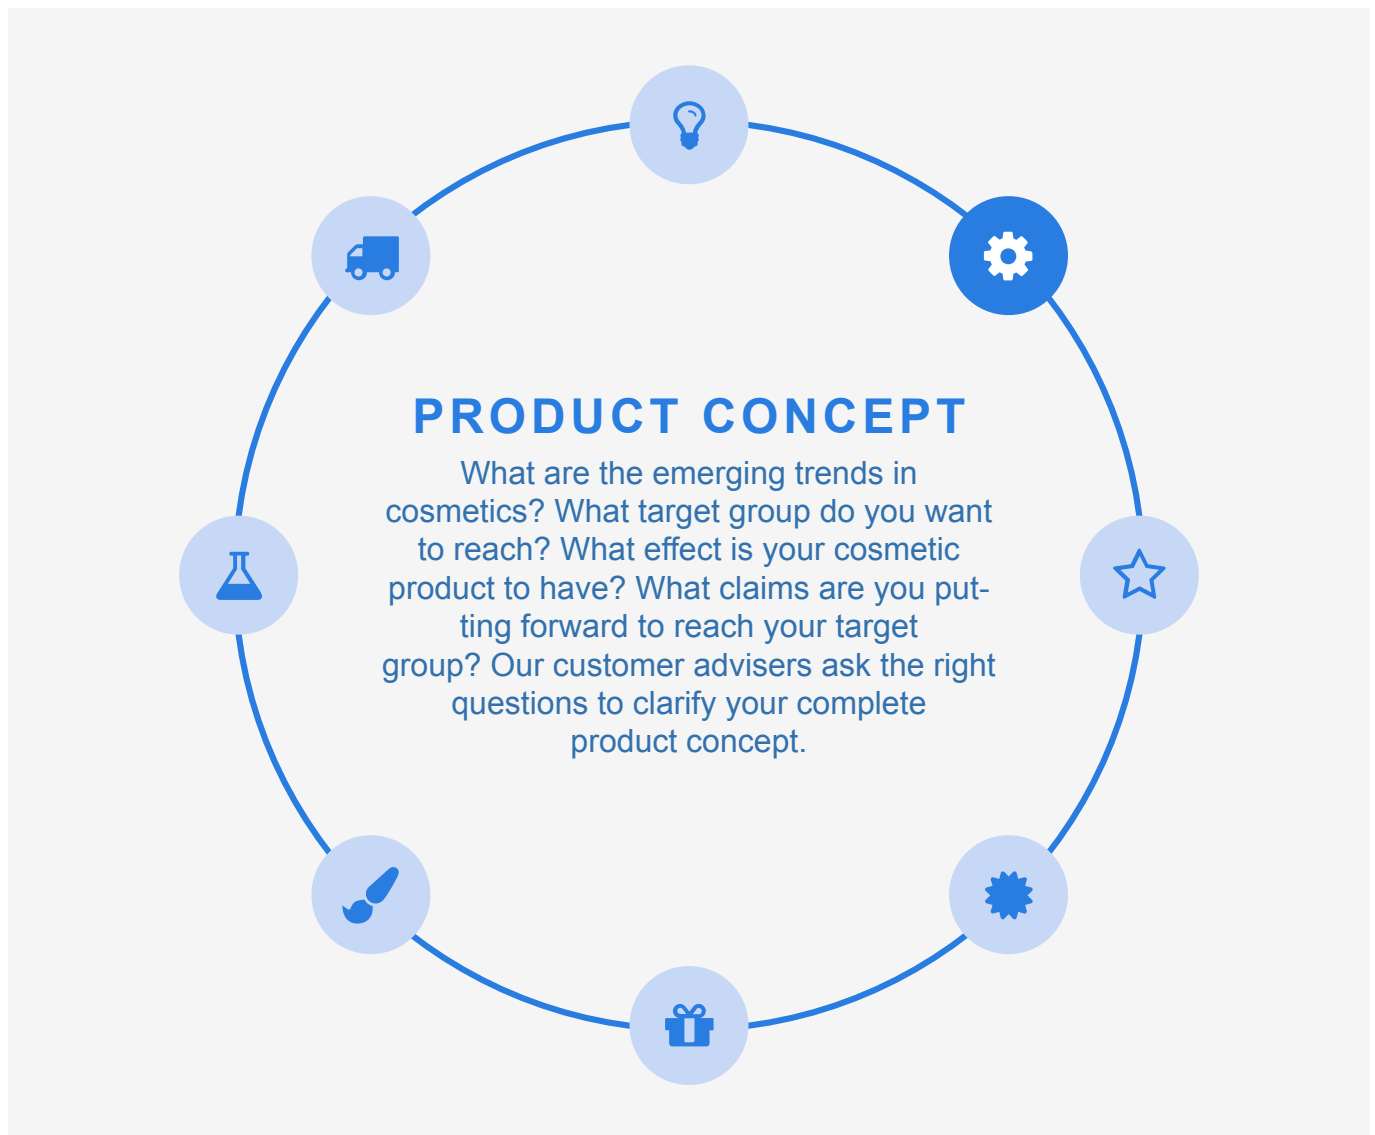 PRODUCT CONCEPT
What are the emerging trends in
cosmetics? What target group do you want
to reach? What effect is your cosmetic
product to have? What claims are you put-
ting forward to reach your target
group? Our customer advisers ask the right
questions to clarify your complete
product concept.